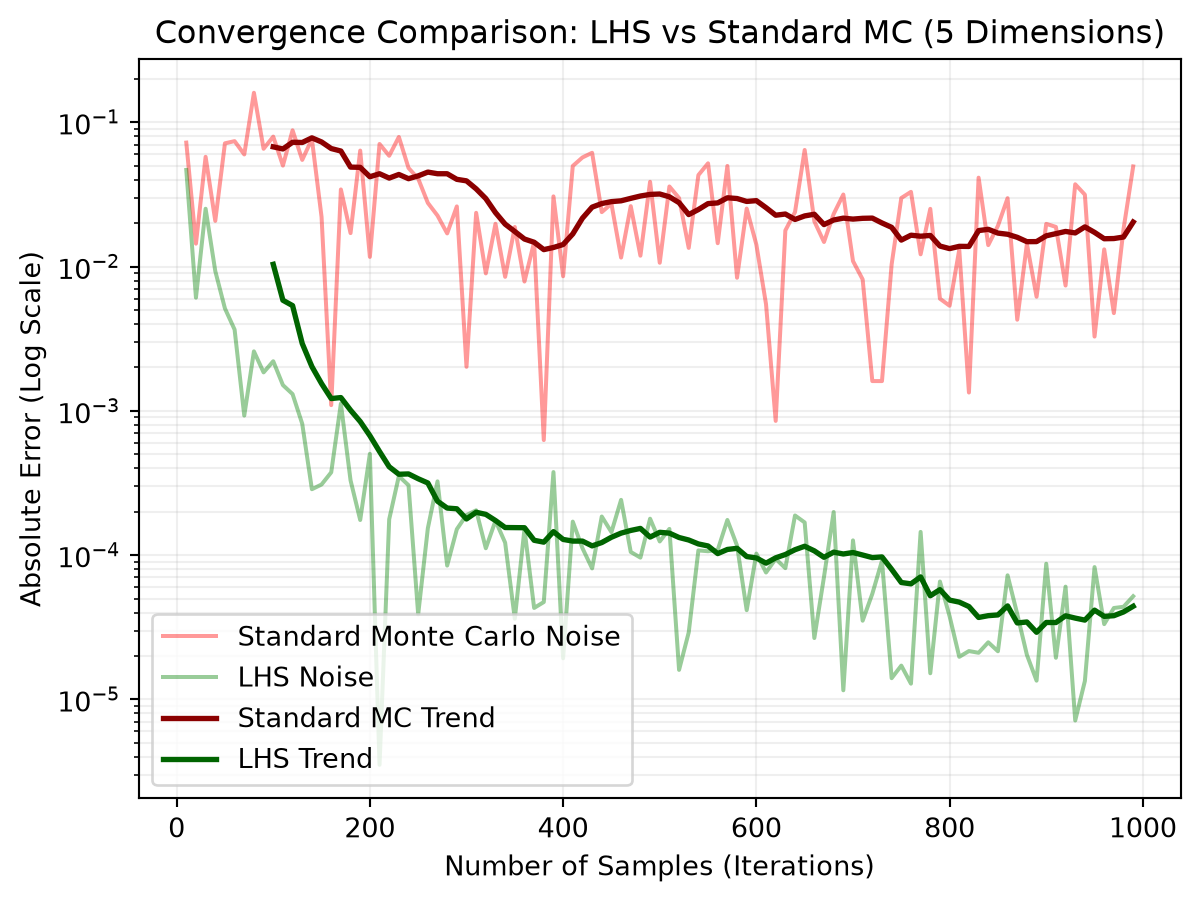 Convergence Comparison: LHS vs Standard MC (5 Dimensions)
Absolute Error (Log Scale)
10⁻¹
10⁻²
10⁻³
10⁻⁴
10⁻⁵
Standard Monte Carlo Noise
LHS Noise
Standard MC Trend
LHS Trend
0 200 400 600 800 1000
Number of Samples (Iterations)